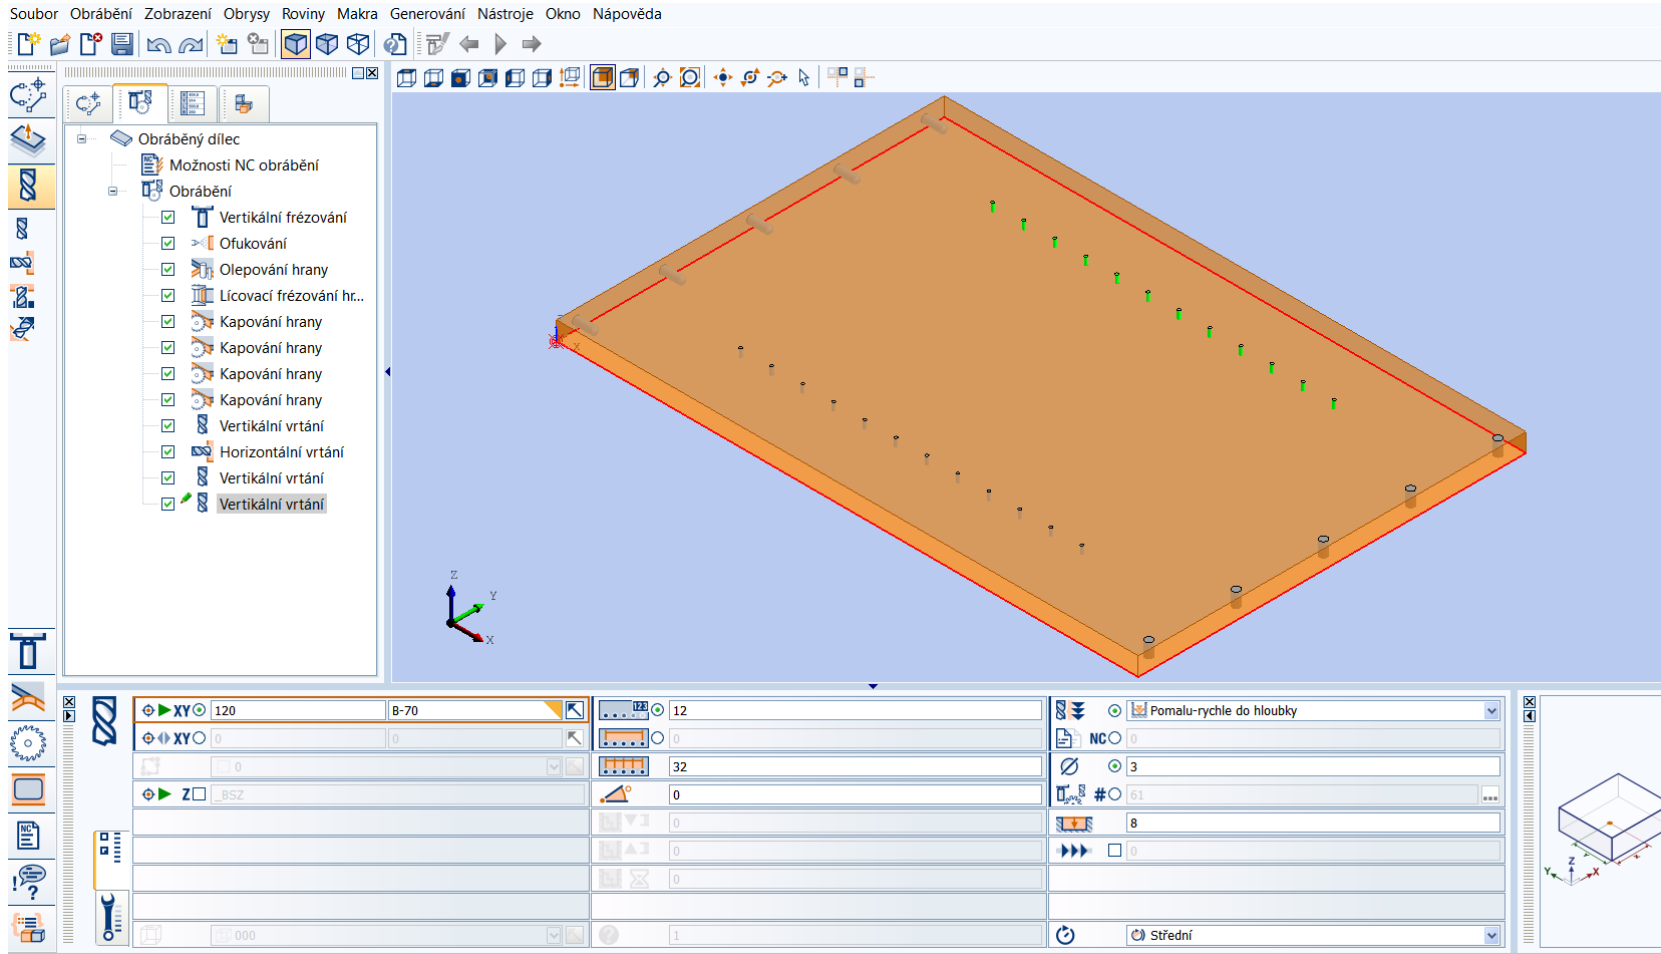 Soubor Obrábění Zobrazení Obrysy Roviny Makra Generování Nástroje Okno Nápověda
Obráběný dílec
Možnosti NC obrábění
Obrábění
Vertikální frézování
Ofukování
Olepování hrany
Lícovací frézování hr...
Kapování hrany
Kapování hrany
Kapování hrany
Kapování hrany
Vertikální vrtání
Horizontální vrtání
Vertikální vrtání
Vertikální vrtání
X
Z
Y
X
XY 120 B-70 123 12 Pomalu-rychle do hloubky
XY 0 0 0 NC 0
0 32 3
Z _BSZ 0 # 61 ...
0 8
0 0
0
000 1 Střední
Z
Y X